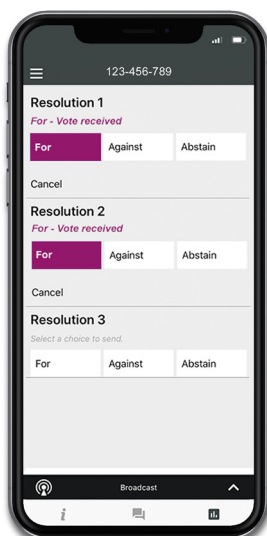 123-456-789
Resolution 1
For - Vote received
For Against Abstain
Cancel
Resolution 2
For - Vote received
For Against Abstain
Cancel
Resolution 3
Select a choice to send.
For Against Abstain
Broadcast
i